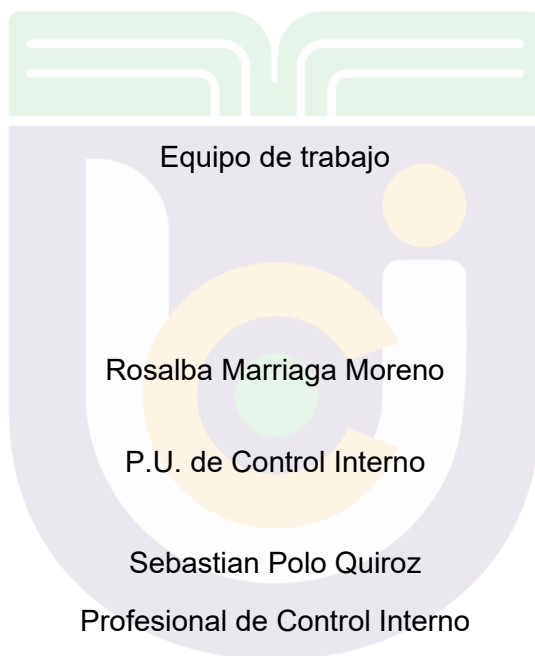 Equipo de trabajo
Rosalba Marriaga Moreno
P.U. de Control Interno
Sebastian Polo Quiroz
Profesional de Control Interno